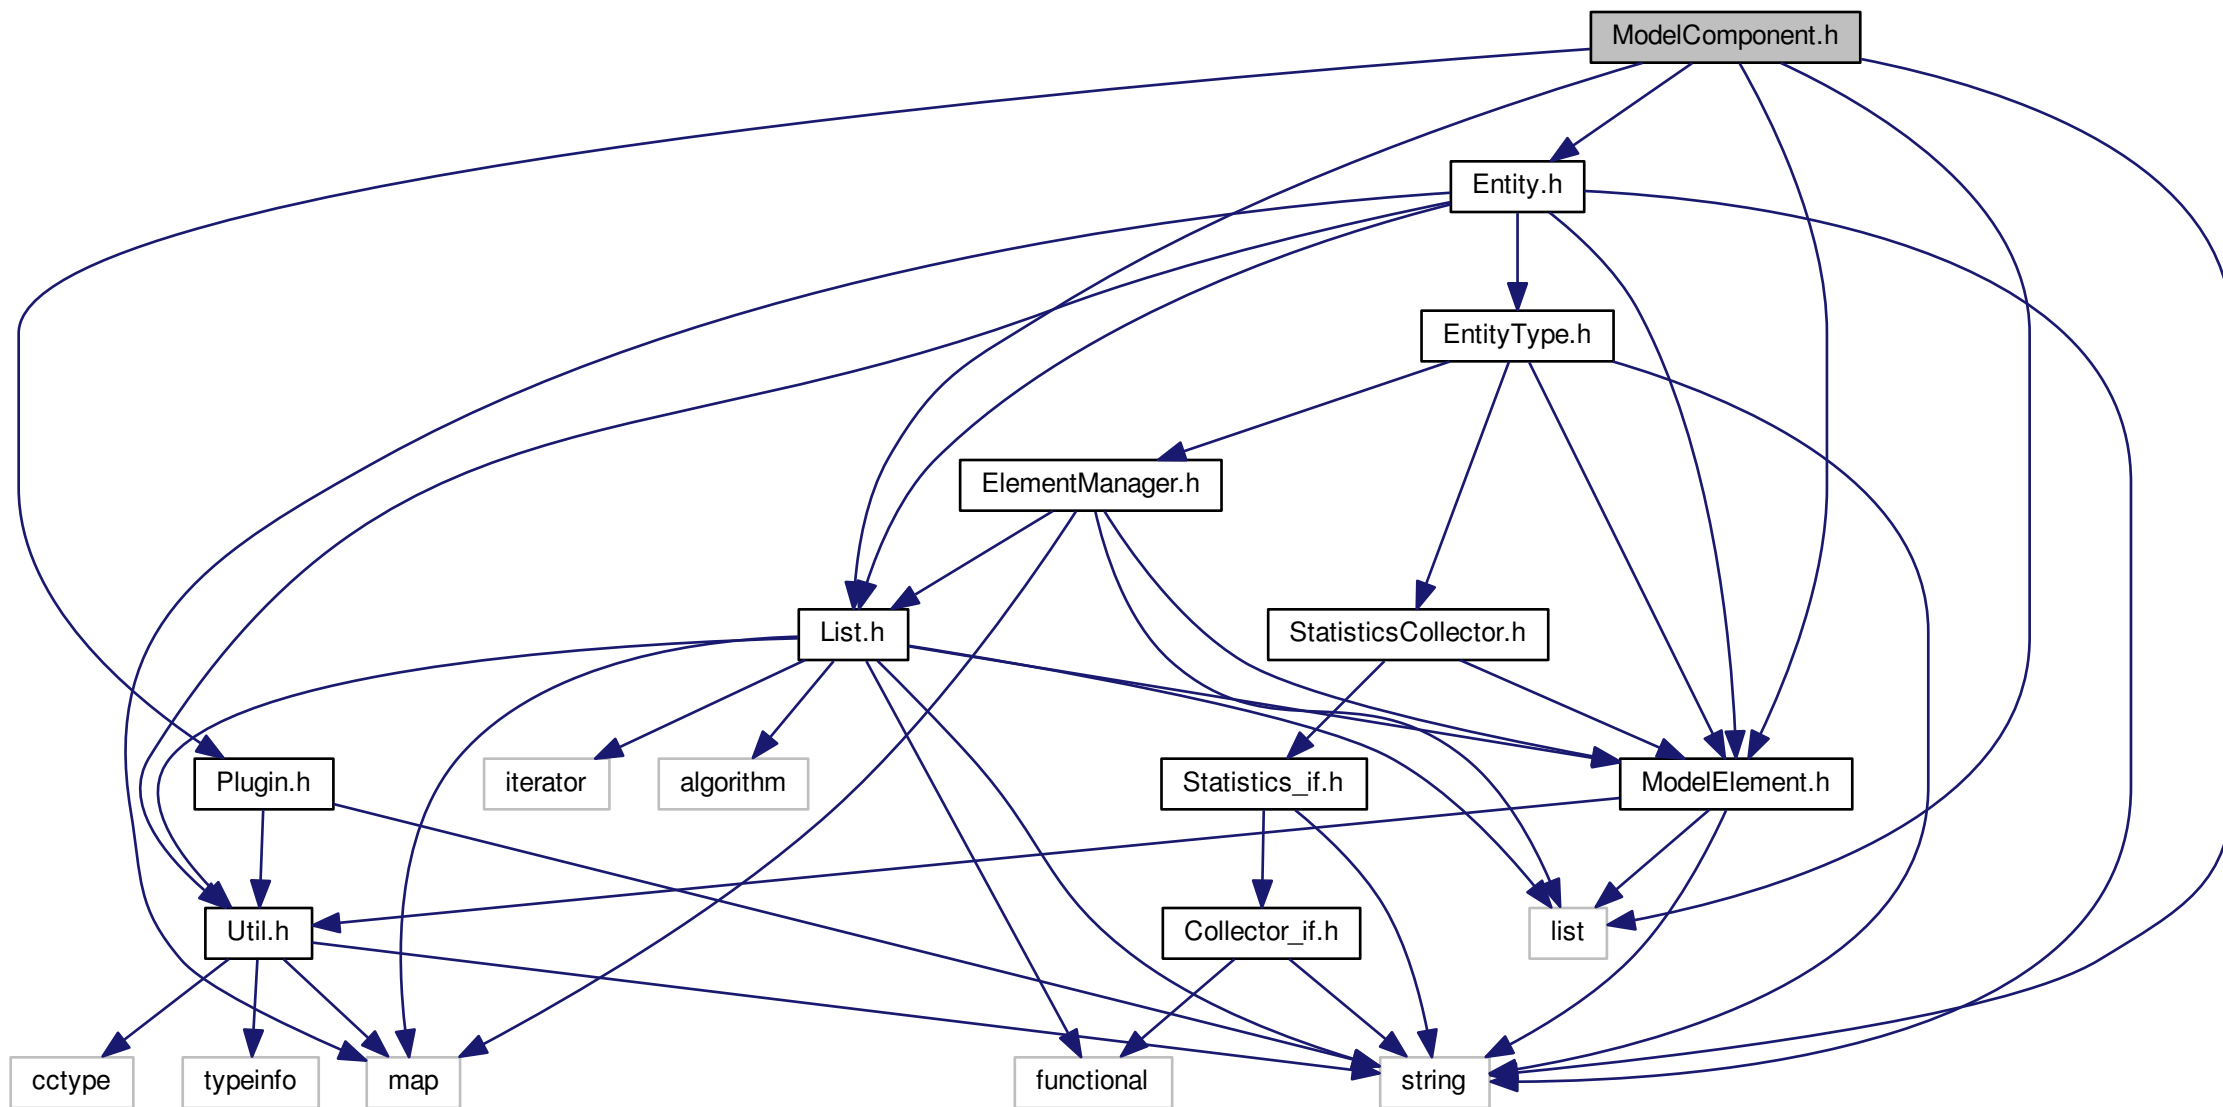 ModelComponent.h
Entity.h
EntityType.h
ElementManager.h
List.h
StatisticsCollector.h
Plugin.h
iterator
algorithm
Statistics_if.h
ModelElement.h
Util.h
Collector_if.h
list
cctype
typeinfo
map
functional
string